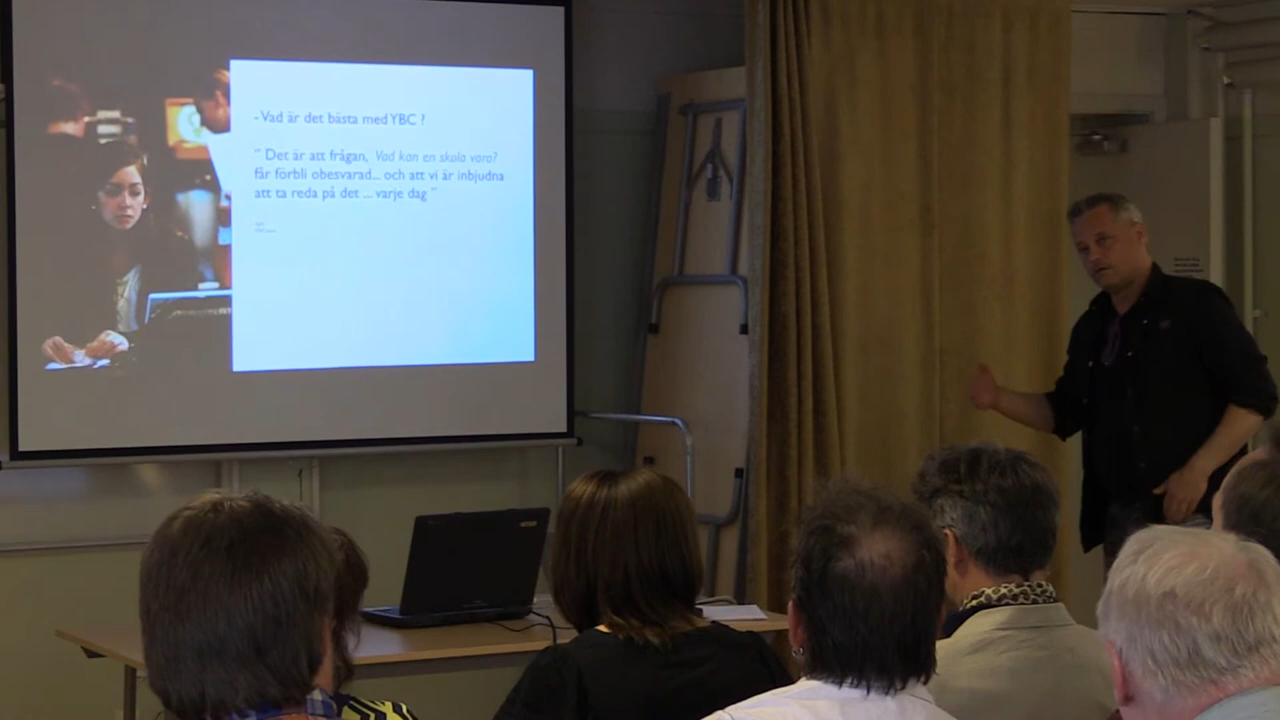 - Vad är det bästa med YBC ?
" Det är att frågan, Vad kan en skola vara?
får förbli obesvarad... och att vi är inbjudna
att ta reda på det ... varje dag "